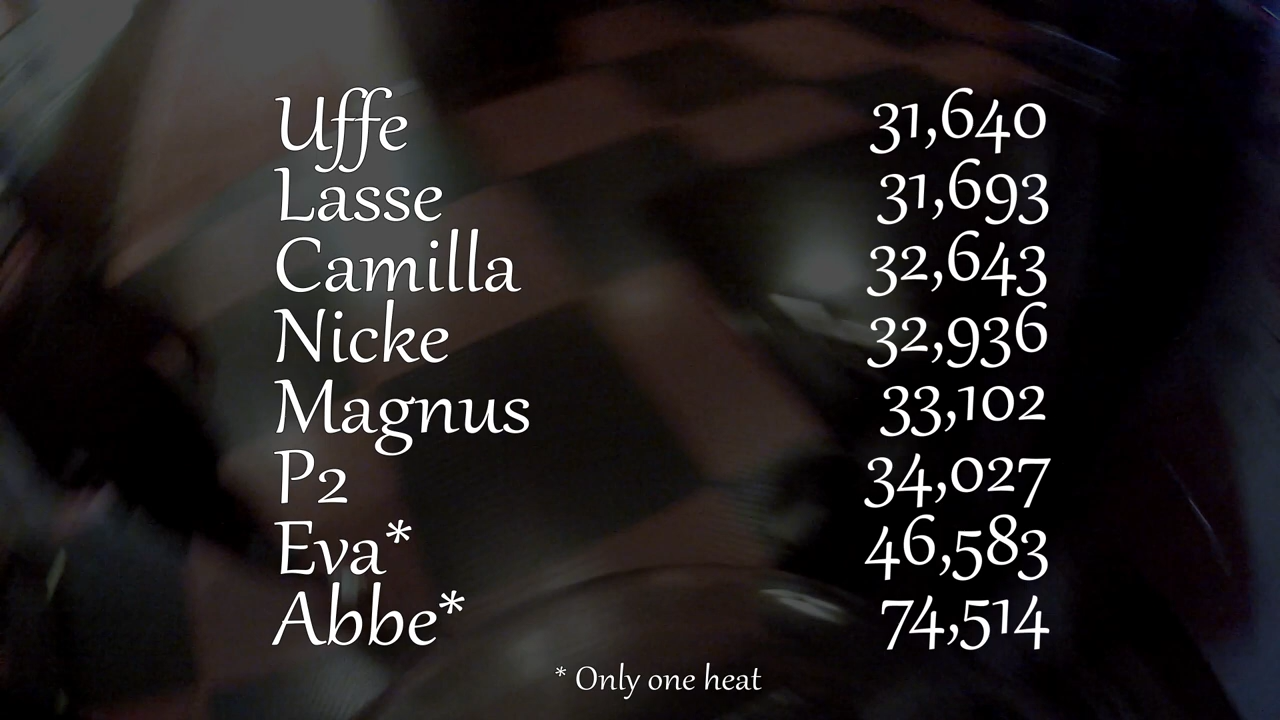 Uffe 31,640
Lasse 31,693
Camilla 32,643
Nicke 32,936
Magnus 33,102
P2 34,027
Eva* 46,583
Abbe* 74,514
* Only one heat